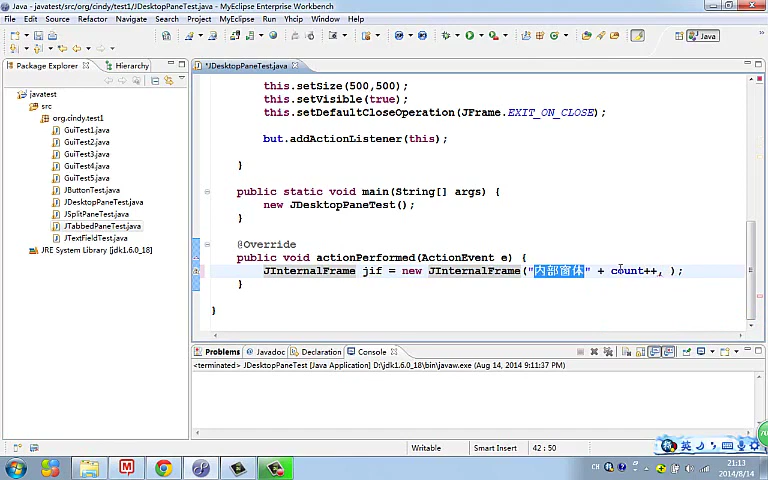 Java - javatest/src/org/cindy/test1/JDesktopPaneTest.java - MyEclipse Enterprise Workbench
File Edit Source Refactor Navigate Search Project MyEclipse Run Ycip Window Help
Java
Package Explorer Hierarchy
javatest
src
org.cindy.test1
GuiTest1.java
GuiTest2.java
GuiTest3.java
GuiTest4.java
GuiTest5.java
JButtonTest.java
JDesktopPaneTest.java
JSplitPaneTest.java
JTabbedPaneTest.java
JTextFieldTest.java
JRE System Library [jdk1.6.0_18]
*JDesktopPaneTest.java
this.setSize(500,500);
this.setVisible(true);
this.setDefaultCloseOperation(JFrame.EXIT_ON_CLOSE);
but.addActionListener(this);
}
public static void main(String[] args) {
new JDesktopPaneTest();
}
@Override
public void actionPerformed(ActionEvent e) {
JInternalFrame jif = new JInternalFrame("内部窗体" + count++, );
}
}
Problems Javadoc Declaration Console
<terminated> JDesktopPaneTest [Java Application] D:\jdk1.6.0_18\bin\javaw.exe (Aug 14, 2014 9:11:37 PM)
Writable Smart Insert 42 : 50
英
CH
21:13
2014/8/14